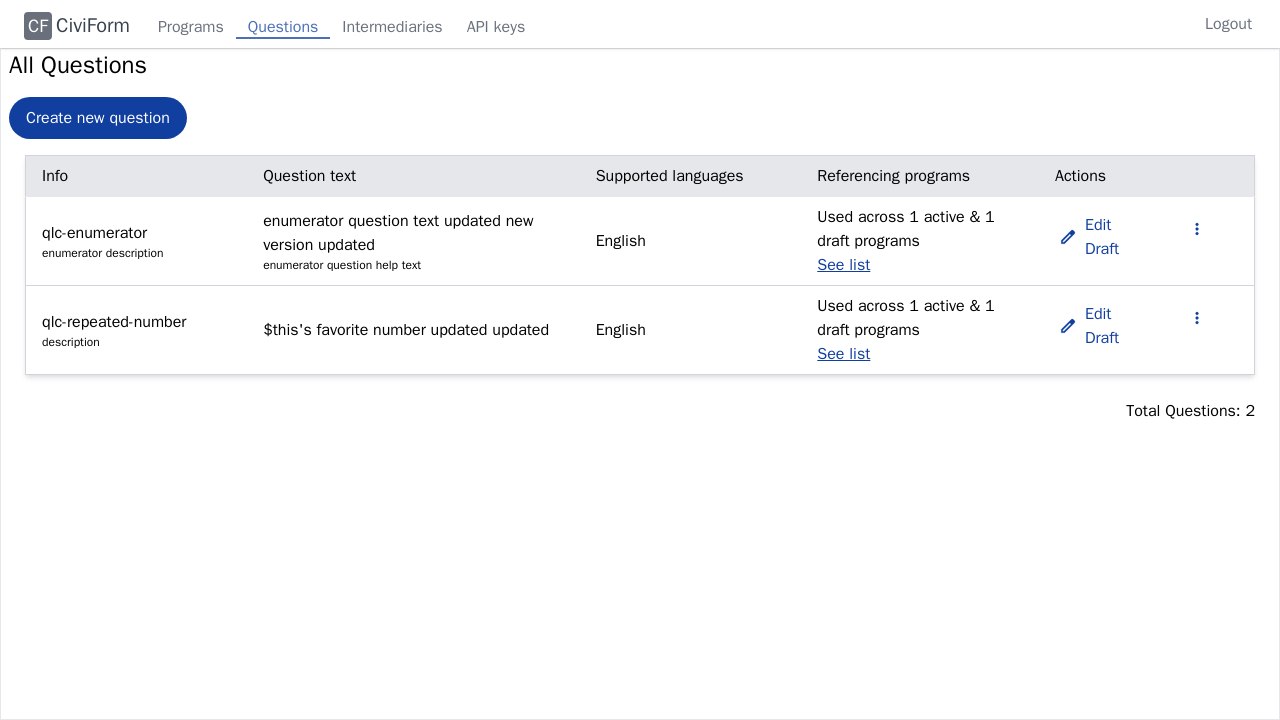 CF CiviForm Programs Questions Intermediaries API keys Logout
All Questions
Create new question
Info Question text Supported languages Referencing programs Actions
qlc-enumerator
enumerator description
enumerator question text updated new
version updated
enumerator question help text
English
Used across 1 active & 1
draft programs
See list
Edit
Draft
qlc-repeated-number
description
$this's favorite number updated updated
English
Used across 1 active & 1
draft programs
See list
Edit
Draft
Total Questions: 2